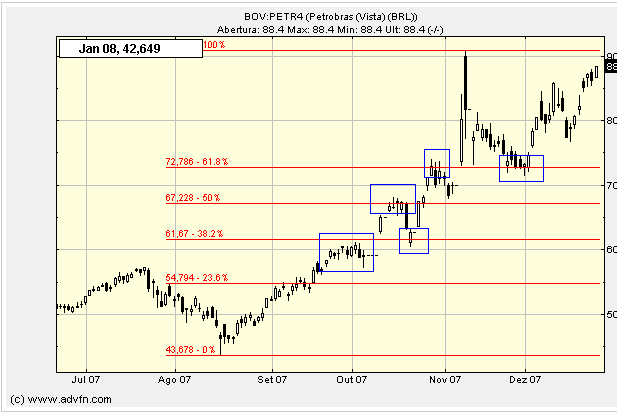 BOV:PETR4 (Petrobras (Vista) (BRL))
Abertura: 88.4 Max: 88.4 Min: 88.4 Ult: 88.4 (-/-)
Jan 08, 42,649
100%
90
88
80
72,786 - 61.8%
70
67,228 - 50%
61,67 - 38.2%
60
54,794 - 23.6%
50
43,678 - 0%
Jul 07 Ago 07 Set 07 Out 07 Nov 07 Dez 07
(c) www.advfn.com